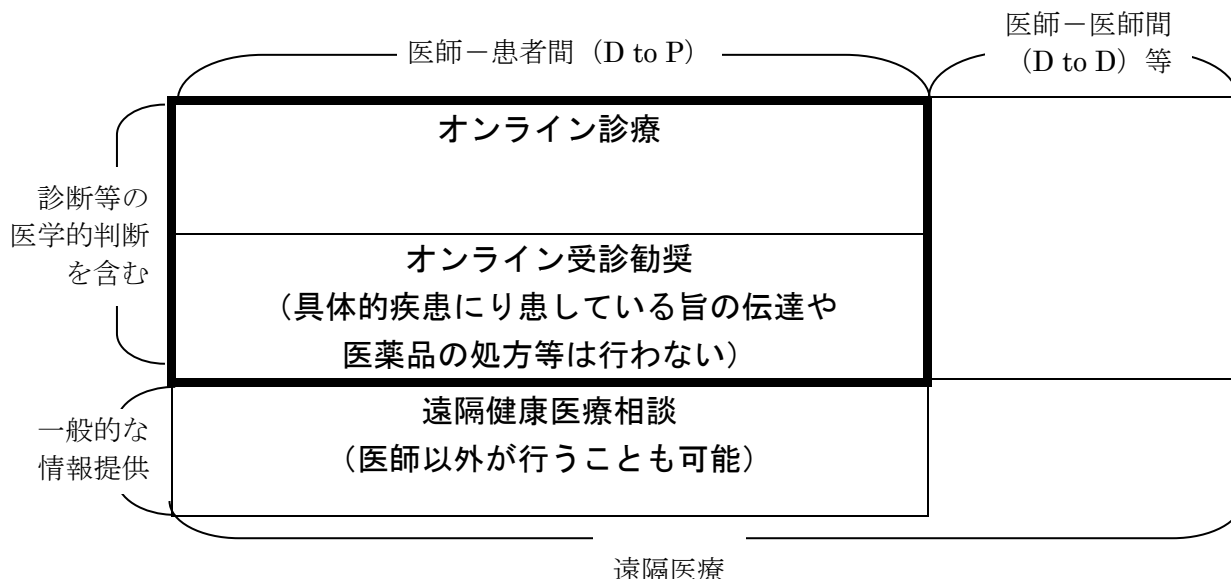 医師－患者間（D to P）
医師－医師間
（D to D）等
診断等の
医学的判断
を含む
オンライン診療
オンライン受診勧奨
（具体的疾患にり患している旨の伝達や
医薬品の処方等は行わない）
一般的な
情報提供
遠隔健康医療相談
（医師以外が行うことも可能）
遠隔医療